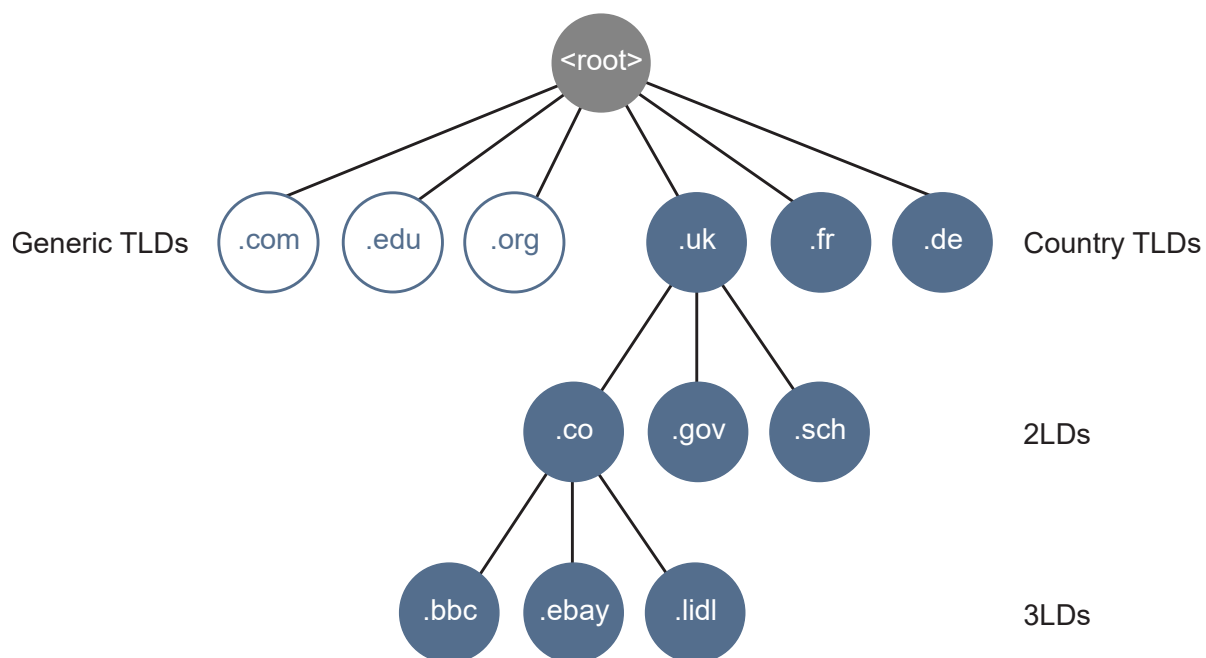 <root>
Generic TLDs .com .edu .org .uk .fr .de Country TLDs
.co .gov .sch 2LDs
.bbc .ebay .lidl 3LDs